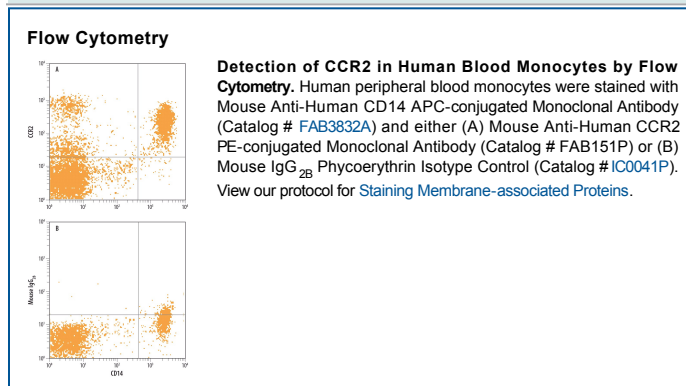 Flow Cytometry
Detection of CCR2 in Human Blood Monocytes by Flow
Cytometry. Human peripheral blood monocytes were stained with
Mouse Anti-Human CD14 APC-conjugated Monoclonal Antibody
(Catalog # FAB3832A) and either (A) Mouse Anti-Human CCR2
PE-conjugated Monoclonal Antibody (Catalog # FAB151P) or (B)
Mouse IgG2B Phycoerythrin Isotype Control (Catalog # IC0041P).
View our protocol for Staining Membrane-associated Proteins.
A
CCR2
B
Mouse IgG2B
CD14